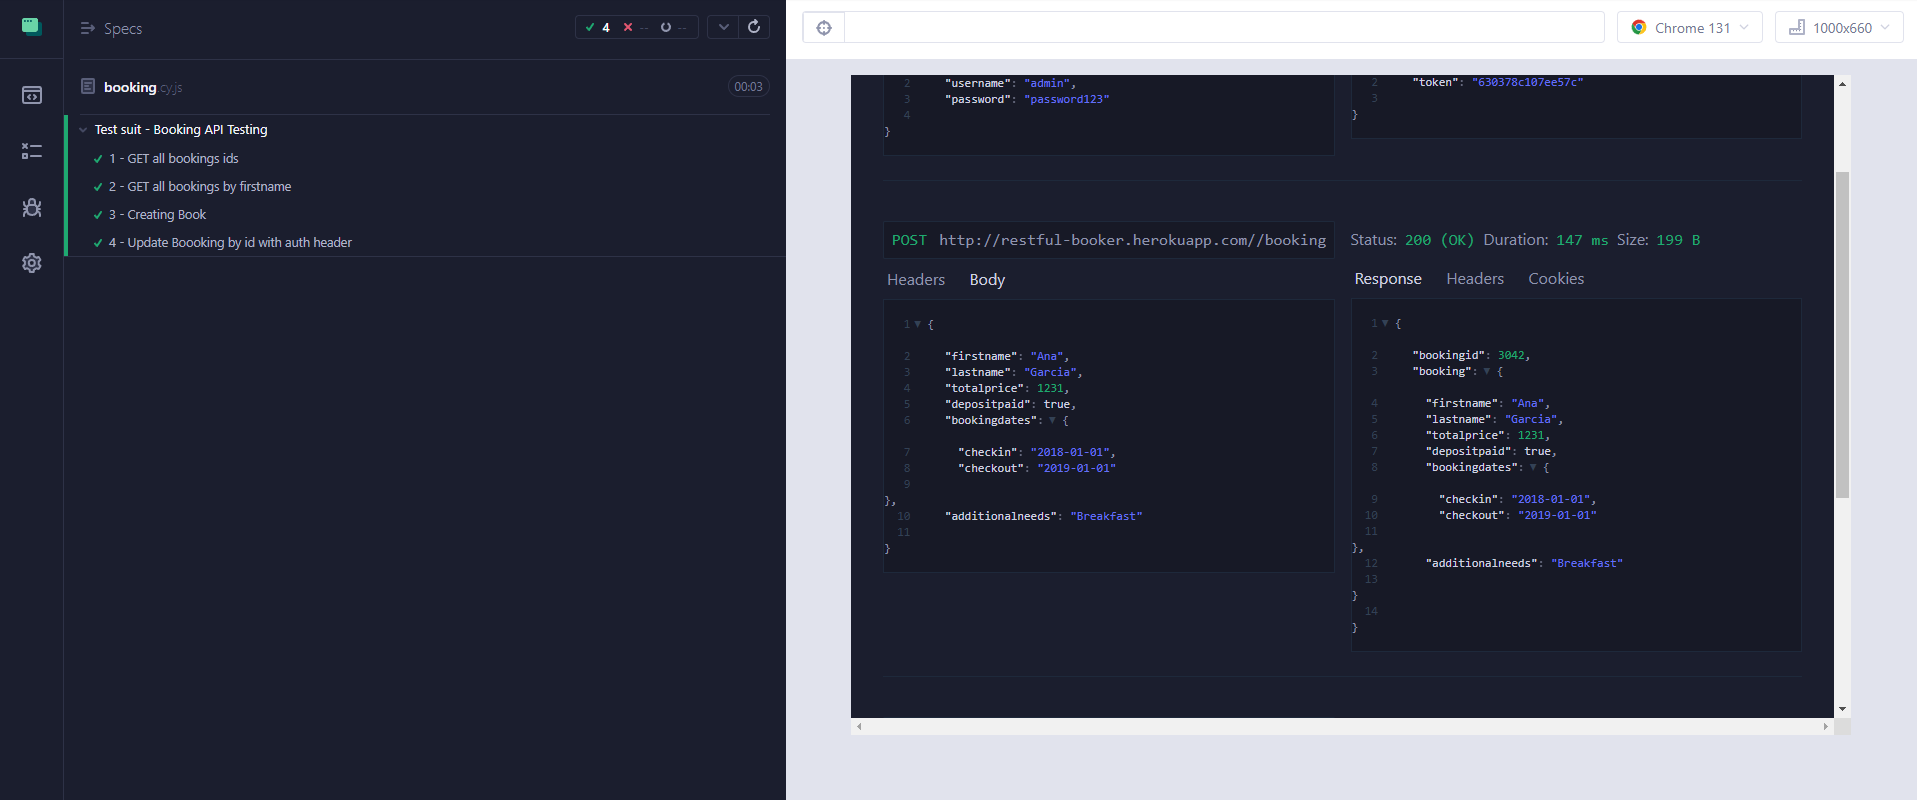 Specs
4 -- --
booking.cy.js 00:03
Test suit - Booking API Testing
1 - GET all bookings ids
2 - GET all bookings by firstname
3 - Creating Book
4 - Update Boooking by id with auth header
Chrome 131
1000x660
2 "username": "admin",
3 "password": "password123"
4
}
2 "token": "630378c107ee57c"
3
}
POST http://restful-booker.herokuapp.com//booking
Status: 200 (OK) Duration: 147 ms Size: 199 B
Headers Body
Response Headers Cookies
1 {
2 "firstname": "Ana",
3 "lastname": "Garcia",
4 "totalprice": 1231,
5 "depositpaid": true,
6 "bookingdates": {
7 "checkin": "2018-01-01",
8 "checkout": "2019-01-01"
9
},
10 "additionalneeds": "Breakfast"
11
}
1 {
2 "bookingid": 3042,
3 "booking": {
4 "firstname": "Ana",
5 "lastname": "Garcia",
6 "totalprice": 1231,
7 "depositpaid": true,
8 "bookingdates": {
9 "checkin": "2018-01-01",
10 "checkout": "2019-01-01"
11
},
12 "additionalneeds": "Breakfast"
13
}
14
}